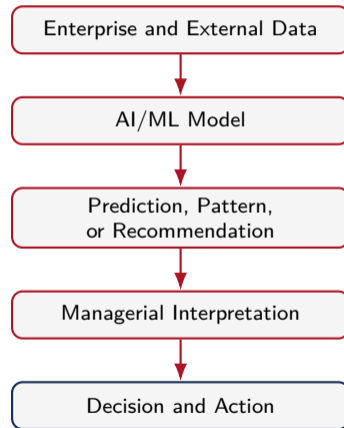 Enterprise and External Data
AI/ML Model
Prediction, Pattern,
or Recommendation
Managerial Interpretation
Decision and Action